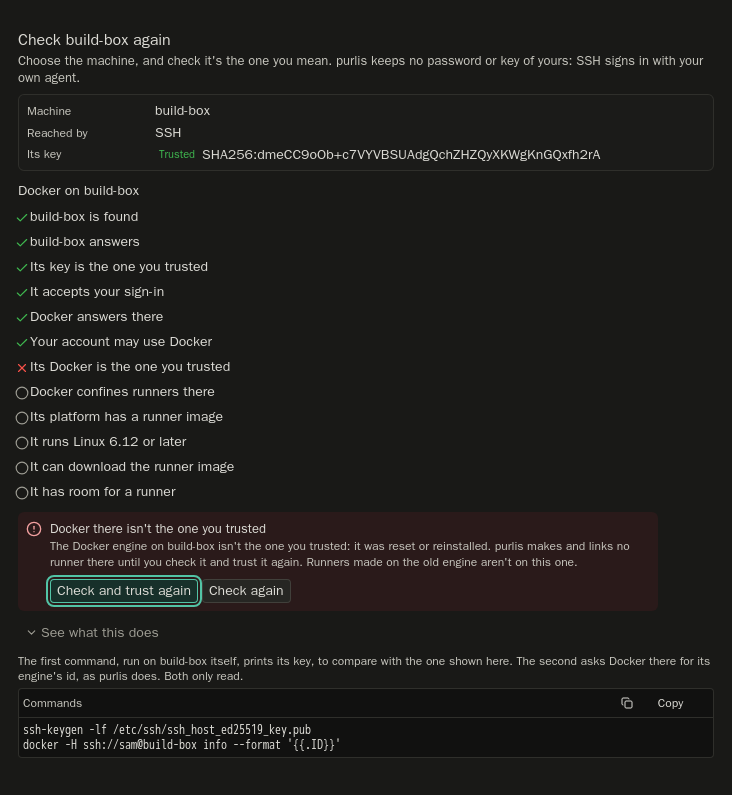 Check build-box again
Choose the machine, and check it's the one you mean. purlis keeps no password or key of yours: SSH signs in with your
own agent.
Machine build-box
Reached by SSH
Its key Trusted SHA256:dmeCC9oOb+c7VYVBSUAdgQchZHZQyXKWgKnGQxfh2rA
Docker on build-box
build-box is found
build-box answers
Its key is the one you trusted
It accepts your sign-in
Docker answers there
Your account may use Docker
Its Docker is the one you trusted
Docker confines runners there
Its platform has a runner image
It runs Linux 6.12 or later
It can download the runner image
It has room for a runner
Docker there isn't the one you trusted
The Docker engine on build-box isn't the one you trusted: it was reset or reinstalled. purlis makes and links no
runner there until you check it and trust it again. Runners made on the old engine aren't on this one.
Check and trust again Check again
See what this does
The first command, run on build-box itself, prints its key, to compare with the one shown here. The second asks Docker there for its
engine's id, as purlis does. Both only read.
Commands Copy
ssh-keygen -lf /etc/ssh/ssh_host_ed25519_key.pub
docker -H ssh://sam@build-box info --format '{{.ID}}'